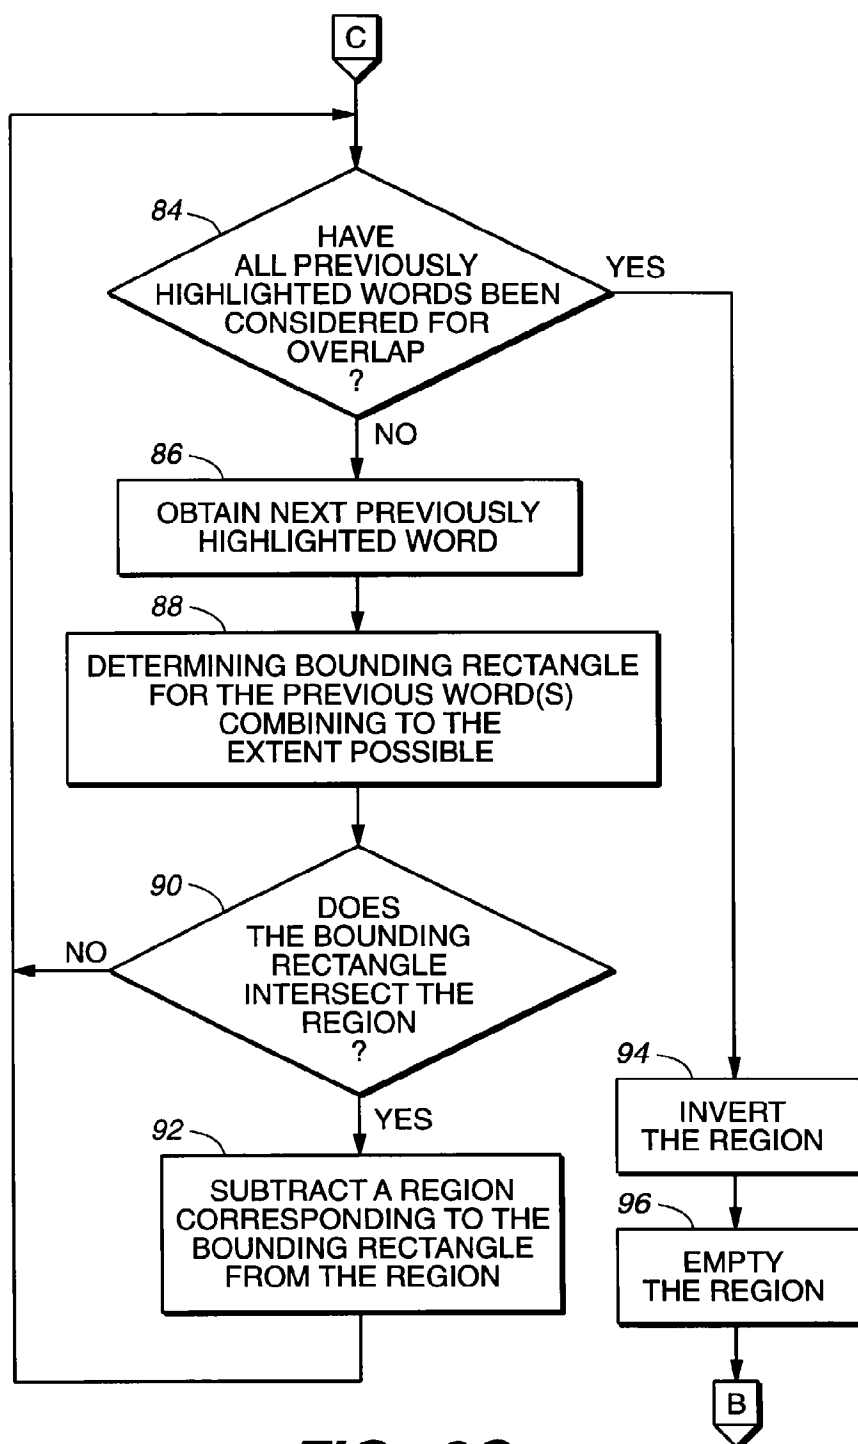 C
84
HAVE
ALL PREVIOUSLY
HIGHLIGHTED WORDS BEEN
CONSIDERED FOR
OVERLAP
?
YES
NO
86
OBTAIN NEXT PREVIOUSLY
HIGHLIGHTED WORD
88
DETERMINING BOUNDING RECTANGLE
FOR THE PREVIOUS WORD(S)
COMBINING TO THE
EXTENT POSSIBLE
90
DOES
THE BOUNDING
RECTANGLE
INTERSECT THE
REGION
?
NO
YES
92
SUBTRACT A REGION
CORRESPONDING TO THE
BOUNDING RECTANGLE
FROM THE REGION
94
INVERT
THE REGION
96
EMPTY
THE REGION
B